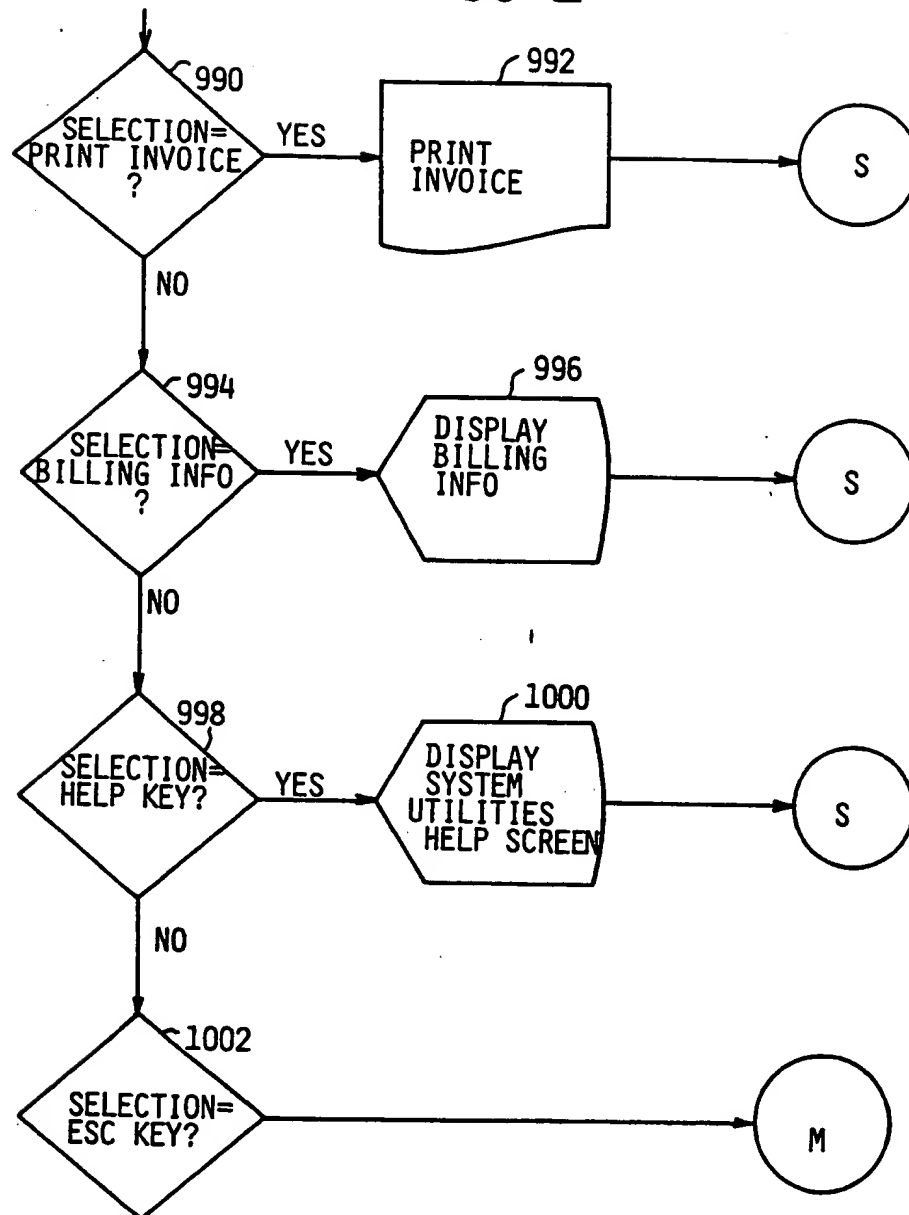 990
SELECTION=
PRINT INVOICE
?
YES
992
PRINT
INVOICE
S
NO
994
SELECTION=
BILLING INFO
?
YES
996
DISPLAY
BILLING
INFO
S
NO
998
SELECTION=
HELP KEY?
YES
1000
DISPLAY
SYSTEM
UTILITIES
HELP SCREEN
S
NO
1002
SELECTION=
ESC KEY?
M